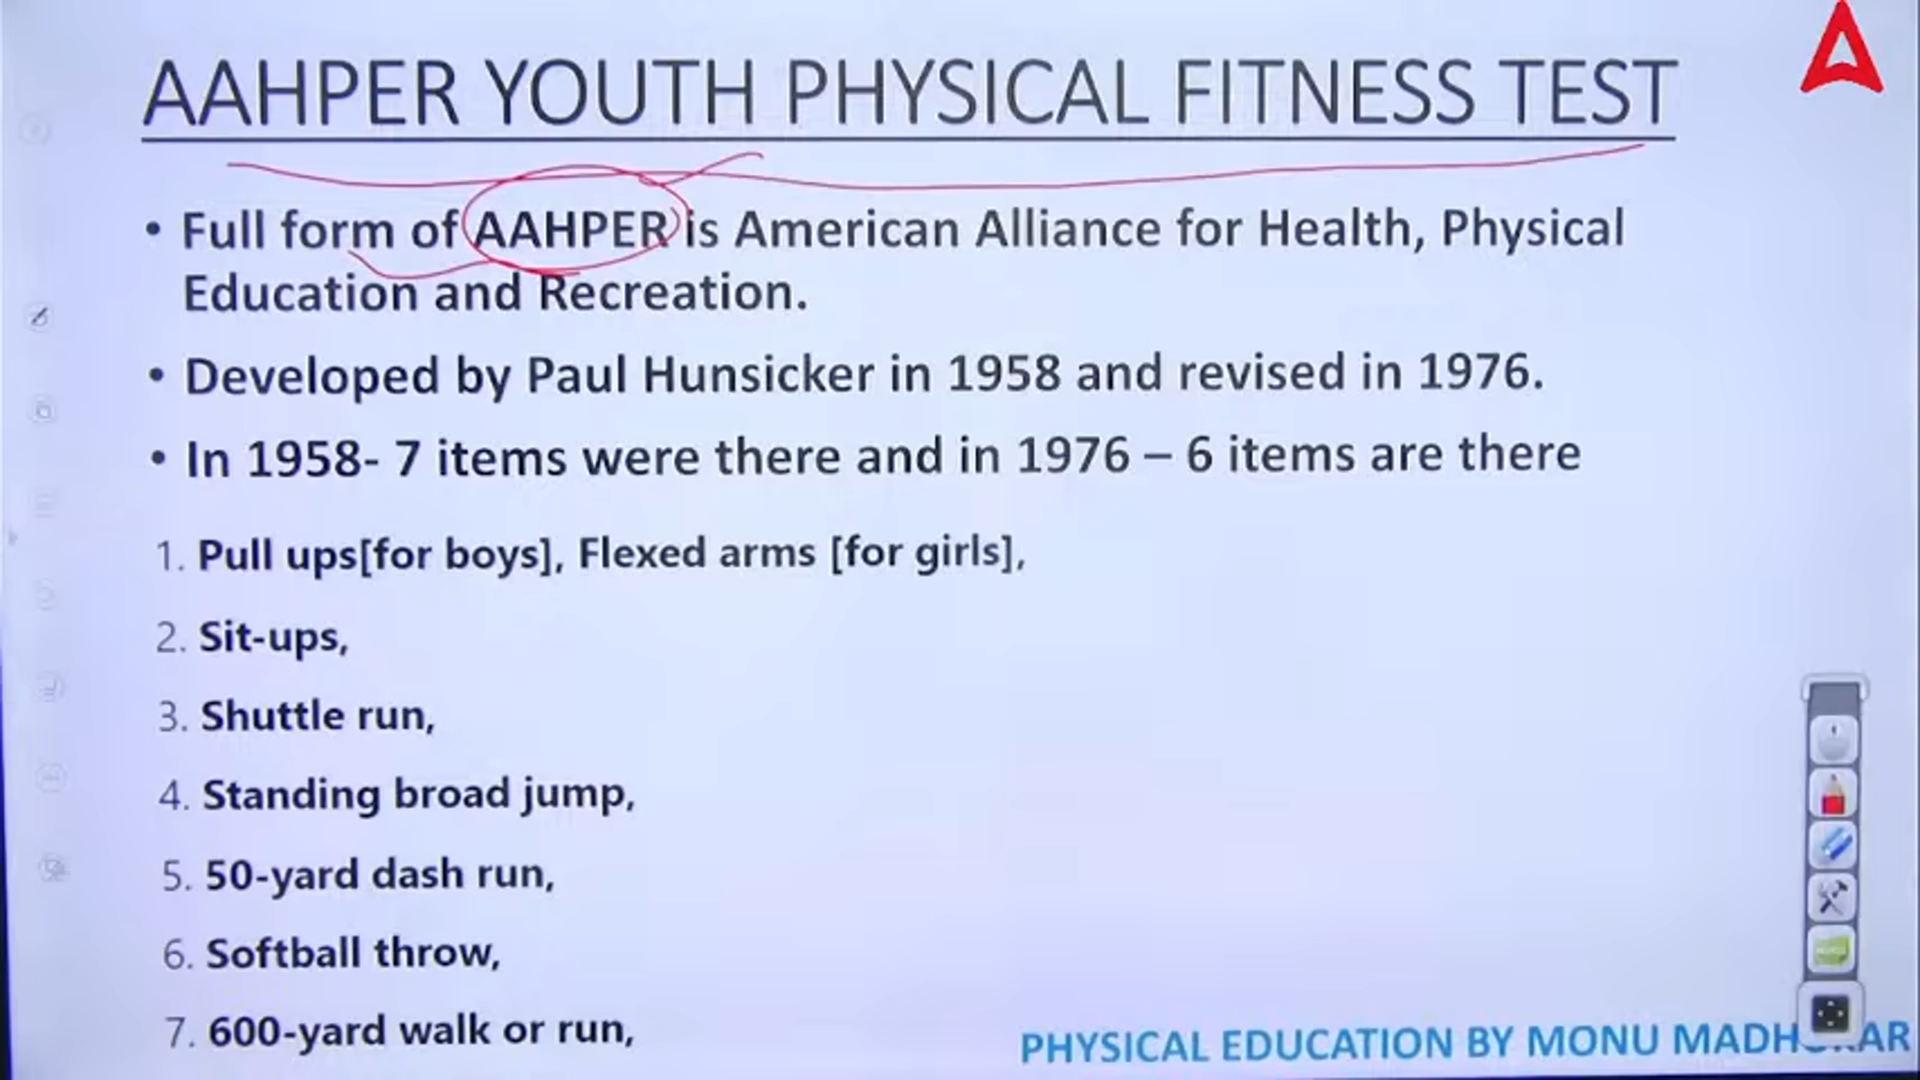 AAHPER YOUTH PHYSICAL FITNESS TEST
• Full form of AAHPER is American Alliance for Health, Physical
Education and Recreation.
• Developed by Paul Hunsicker in 1958 and revised in 1976.
• In 1958- 7 items were there and in 1976 – 6 items are there
1. Pull ups[for boys], Flexed arms [for girls],
2. Sit-ups,
3. Shuttle run,
4. Standing broad jump,
5. 50-yard dash run,
6. Softball throw,
7. 600-yard walk or run,
PHYSICAL EDUCATION BY MONU